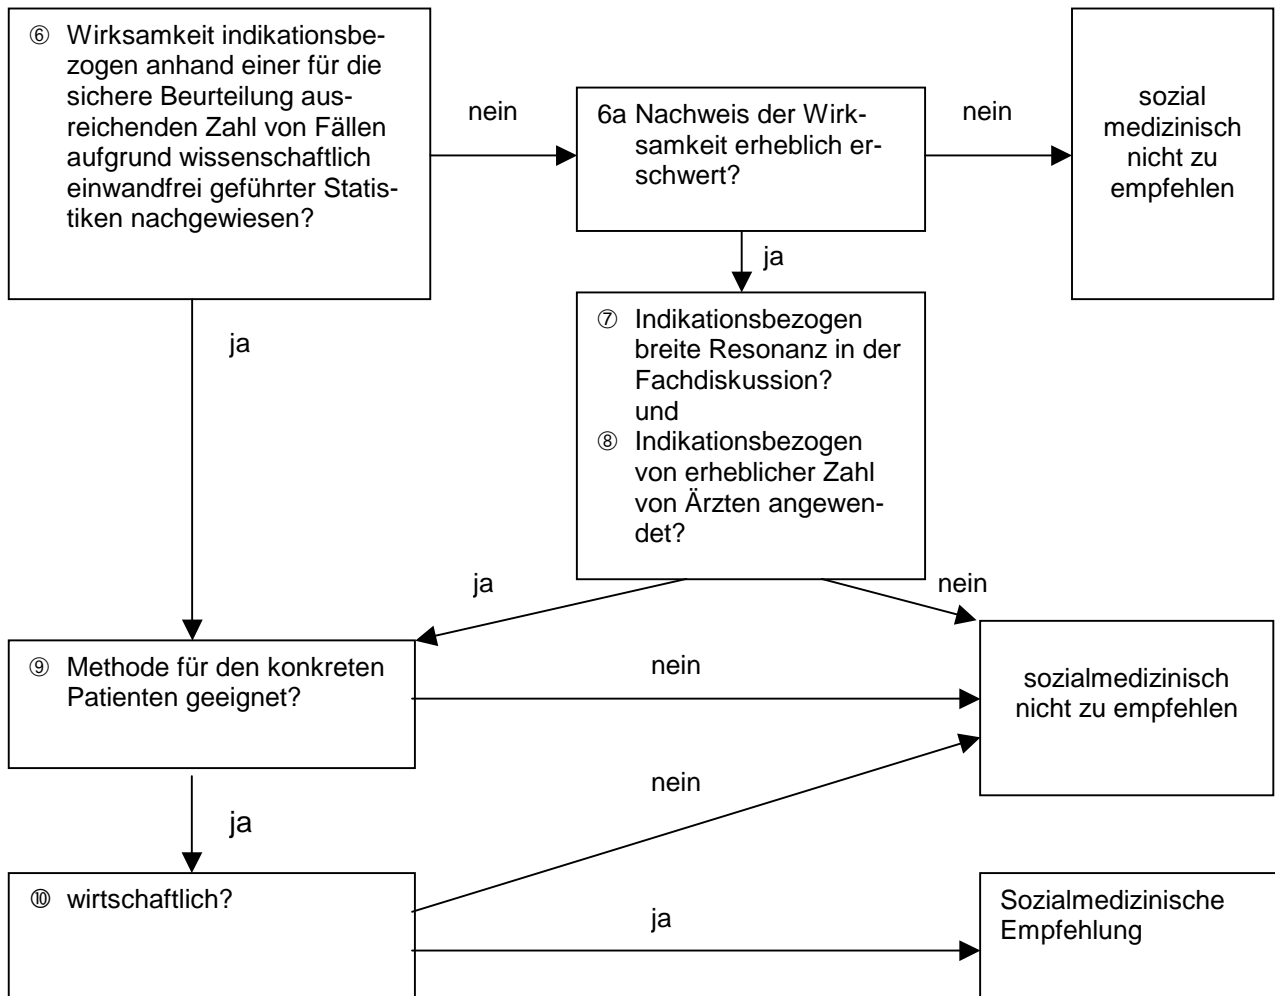 ⑥ Wirksamkeit indikationsbe-
zogen anhand einer für die
sichere Beurteilung aus-
reichenden Zahl von Fällen
aufgrund wissenschaftlich
einwandfrei geführter Statis-
tiken nachgewiesen?
nein
6a Nachweis der Wirk-
samkeit erheblich er-
schwert?
nein
sozial
medizinisch
nicht zu
empfehlen
ja
ja
⑦ Indikationsbezogen
breite Resonanz in der
Fachdiskussion?
und
⑧ Indikationsbezogen
von erheblicher Zahl
von Ärzten angewen-
det?
ja
nein
⑨ Methode für den konkreten
Patienten geeignet?
nein
sozialmedizinisch
nicht zu empfehlen
nein
ja
⑩ wirtschaftlich?
ja
Sozialmedizinische
Empfehlung